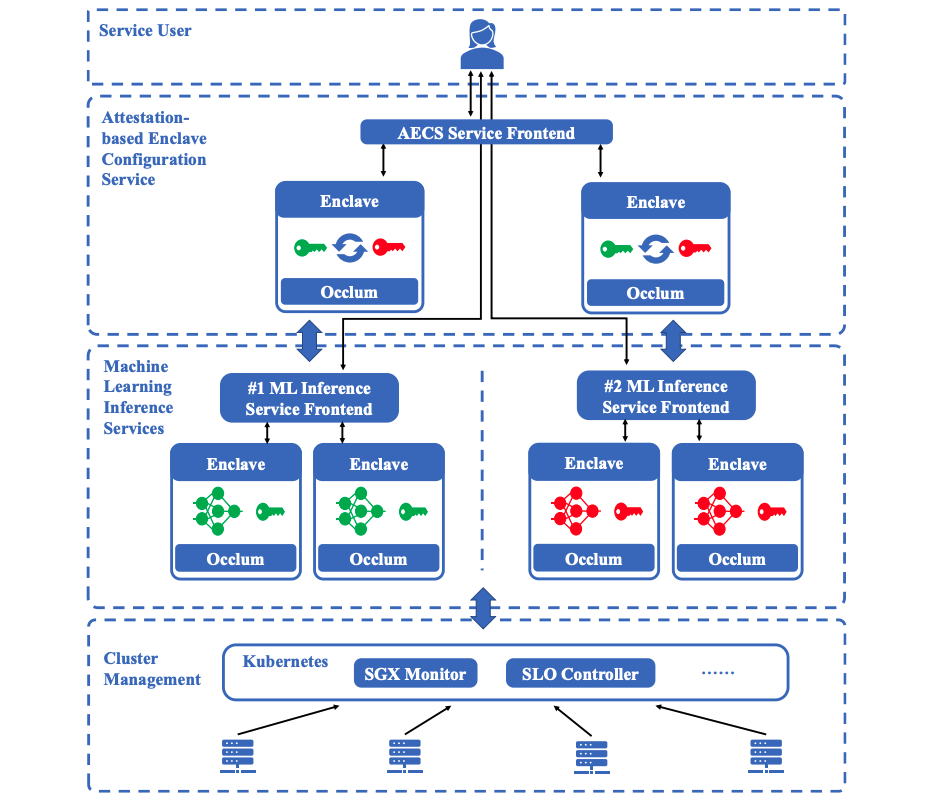 Service User
Attestation-
based Enclave
Configuration
Service
AECS Service Frontend
Enclave
Occlum
Enclave
Occlum
Machine
Learning
Inference
Services
#1 ML Inference
Service Frontend
#2 ML Inference
Service Frontend
Enclave
Occlum
Enclave
Occlum
Enclave
Occlum
Enclave
Occlum
Cluster
Management
Kubernetes
SGX Monitor
SLO Controller
······